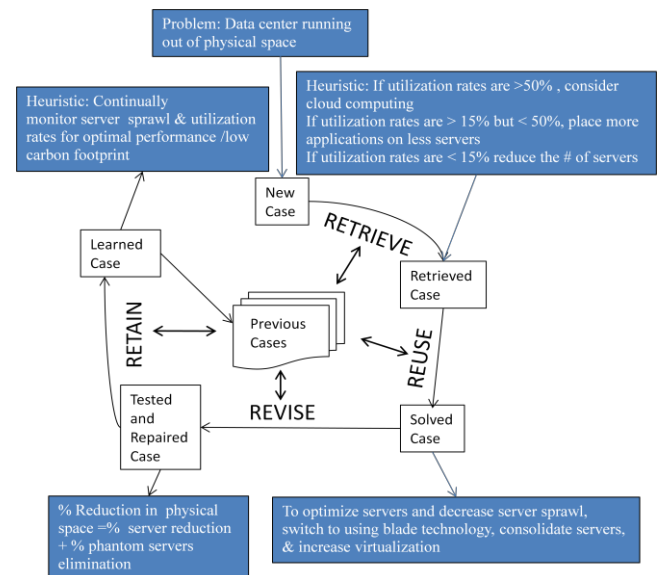 Problem: Data center running
out of physical space
Heuristic: If utilization rates are >50% , consider
cloud computing
If utilization rates are > 15% but < 50%, place more
applications on less servers
If utilization rates are < 15% reduce the # of servers
Heuristic: Continually
monitor server sprawl & utilization
rates for optimal performance /low
carbon footprint
New
Case
RETRIEVE
Learned
Case
Retrieved
Case
Previous
Cases
RETAIN
REUSE
REVISE
Tested
and
Repaired
Case
Solved
Case
% Reduction in physical
space =% server reduction
+ % phantom servers
elimination
To optimize servers and decrease server sprawl,
switch to using blade technology, consolidate servers,
& increase virtualization